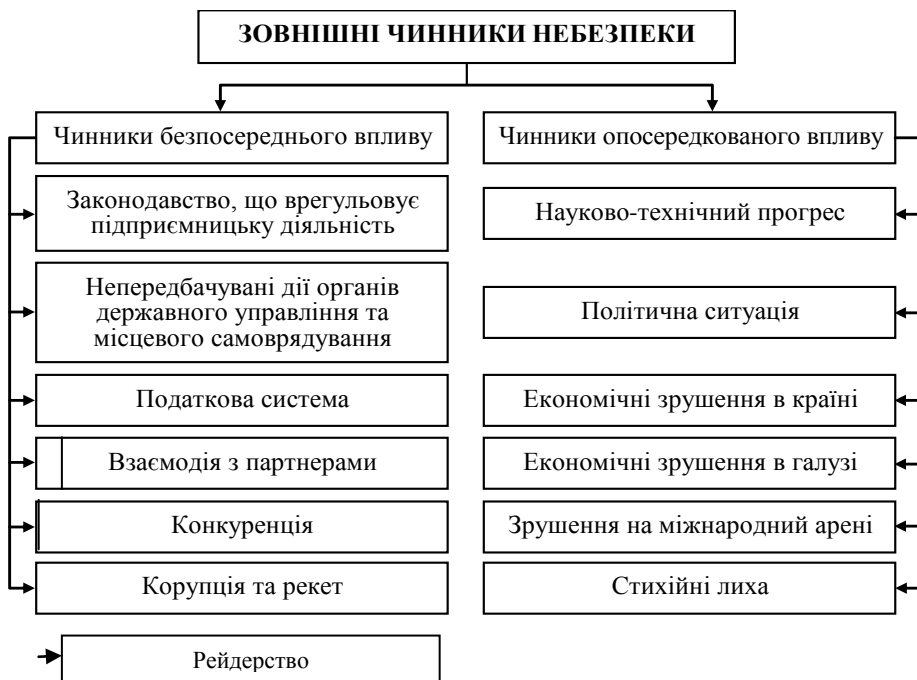 ЗОВНІШНІ ЧИННИКИ НЕБЕЗПЕКИ
Чинники безпосереднього впливу
Законодавство, що врегульовує
підприємницьку діяльність
Непередбачувані дії органів
державного управління та
місцевого самоврядування
Податкова система
Взаємодія з партнерами
Конкуренція
Корупція та рекет
Рейдерство
Чинники опосередкованого впливу
Науково-технічний прогрес
Політична ситуація
Економічні зрушення в країні
Економічні зрушення в галузі
Зрушення на міжнародний арені
Стихійні лиха